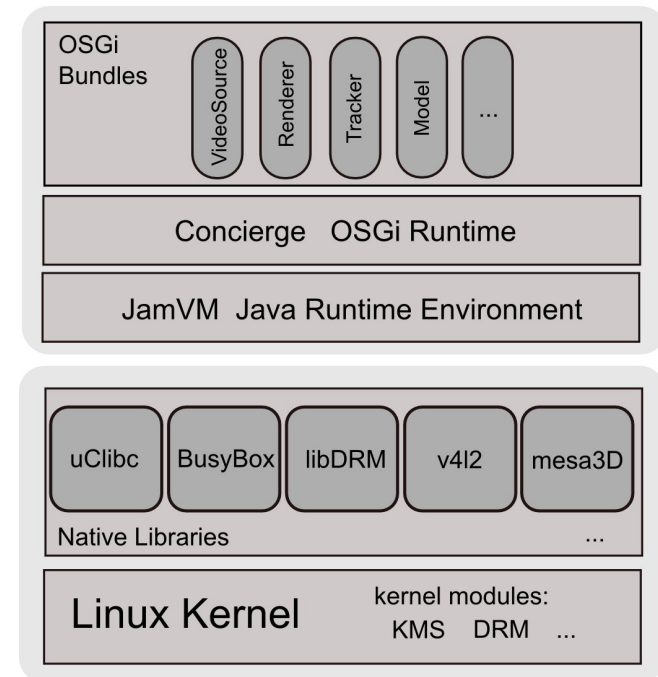 OSGi
Bundles
VideoSource
Renderer
Tracker
Model
...
Concierge OSGi Runtime
JamVM Java Runtime Environment
uClibc
BusyBox
libDRM
v4l2
mesa3D
Native Libraries
...
Linux Kernel
kernel modules:
KMS DRM ...